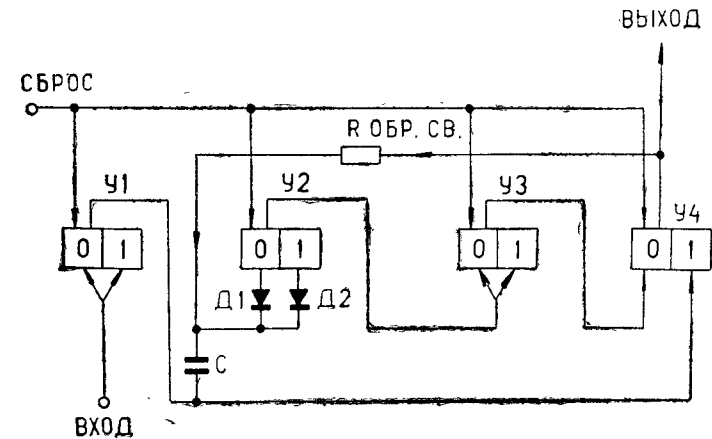 ВЫХОД
СБРОС
R ОБР. СВ.
У1
У2
У3
У4
0 1
0 1
0 1
0 1
Д1
Д2
С
ВХОД